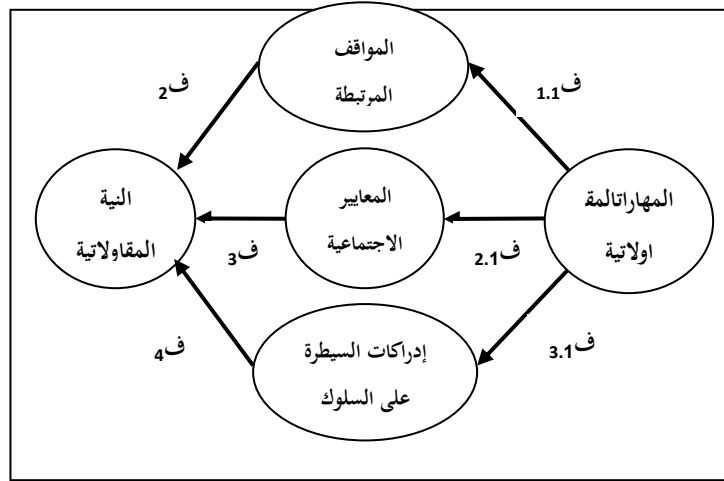 المواقف
المرتبطة
ف1.1
ف2
المهاراتالمقـ
اولاتية
المعايير
الاجتماعية
النية
المقاولاتية
ف2.1
ف3
إدراكات السيطرة
على السلوك
ف3.1
ف4